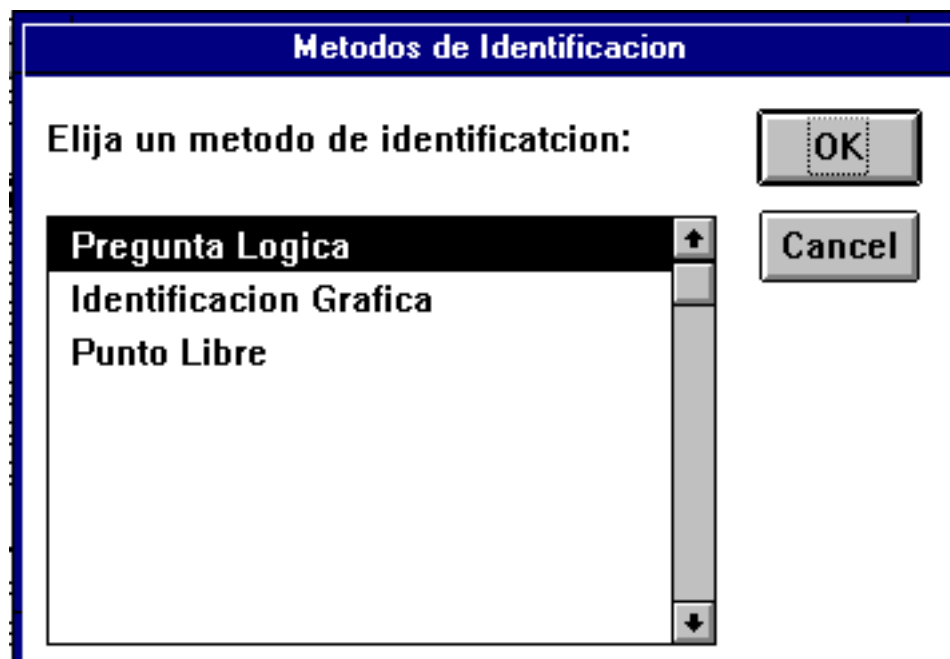 Metodos de Identificacion
Elija un metodo de identificatcion:
OK
Cancel
Pregunta Logica
Identificacion Grafica
Punto Libre